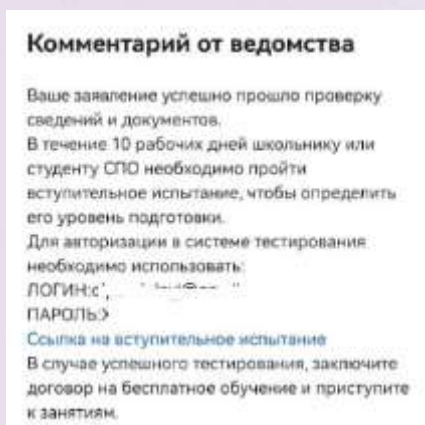 Комментарий от ведомства
Ваше заявление успешно прошло проверку
сведений и документов.
В течение 10 рабочих дней школьнику или
студенту СПО необходимо пройти
вступительное испытание, чтобы определить
его уровень подготовки.
Для авторизации в системе тестирования
необходимо использовать:
ЛОГИН:
ПАРОЛЬ:
Ссылка на вступительное испытание
В случае успешного тестирования, заключите
договор на бесплатное обучение и приступите
к занятиям.